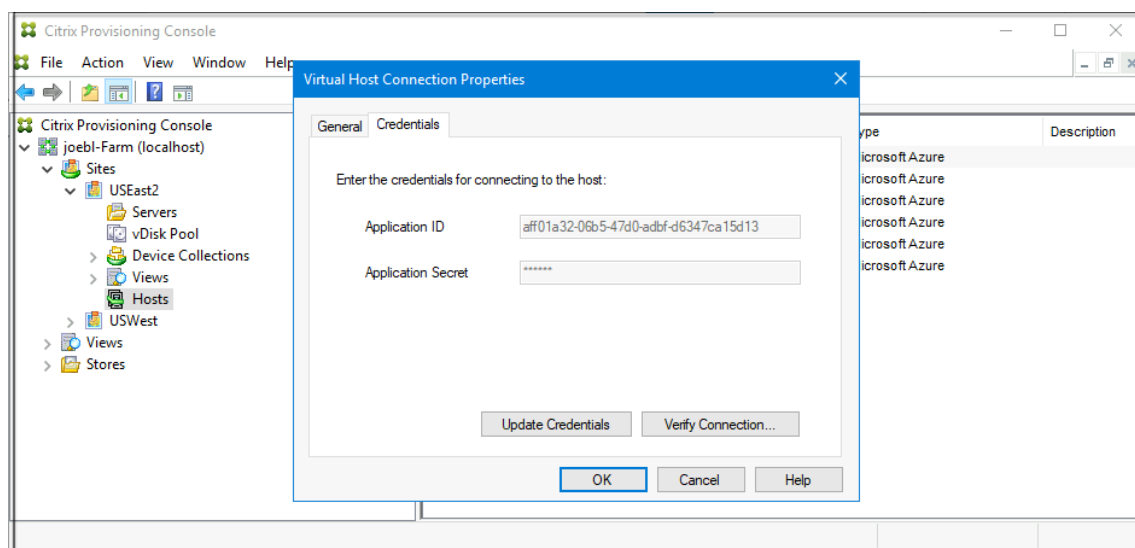 Citrix Provisioning Console
File Action View Window Help
Virtual Host Connection Properties
Citrix Provisioning Console
joebl-Farm (localhost)
Sites
USEast2
Servers
vDisk Pool
Device Collections
Views
Hosts
USWest
Views
Stores
General Credentials
Enter the credentials for connecting to the host:
Application ID aff01a32-06b5-47d0-adbf-d6347ca15d13
Application Secret ******
Update Credentials Verify Connection...
OK Cancel Help
ype Description
icrosoft Azure
icrosoft Azure
icrosoft Azure
icrosoft Azure
icrosoft Azure
icrosoft Azure